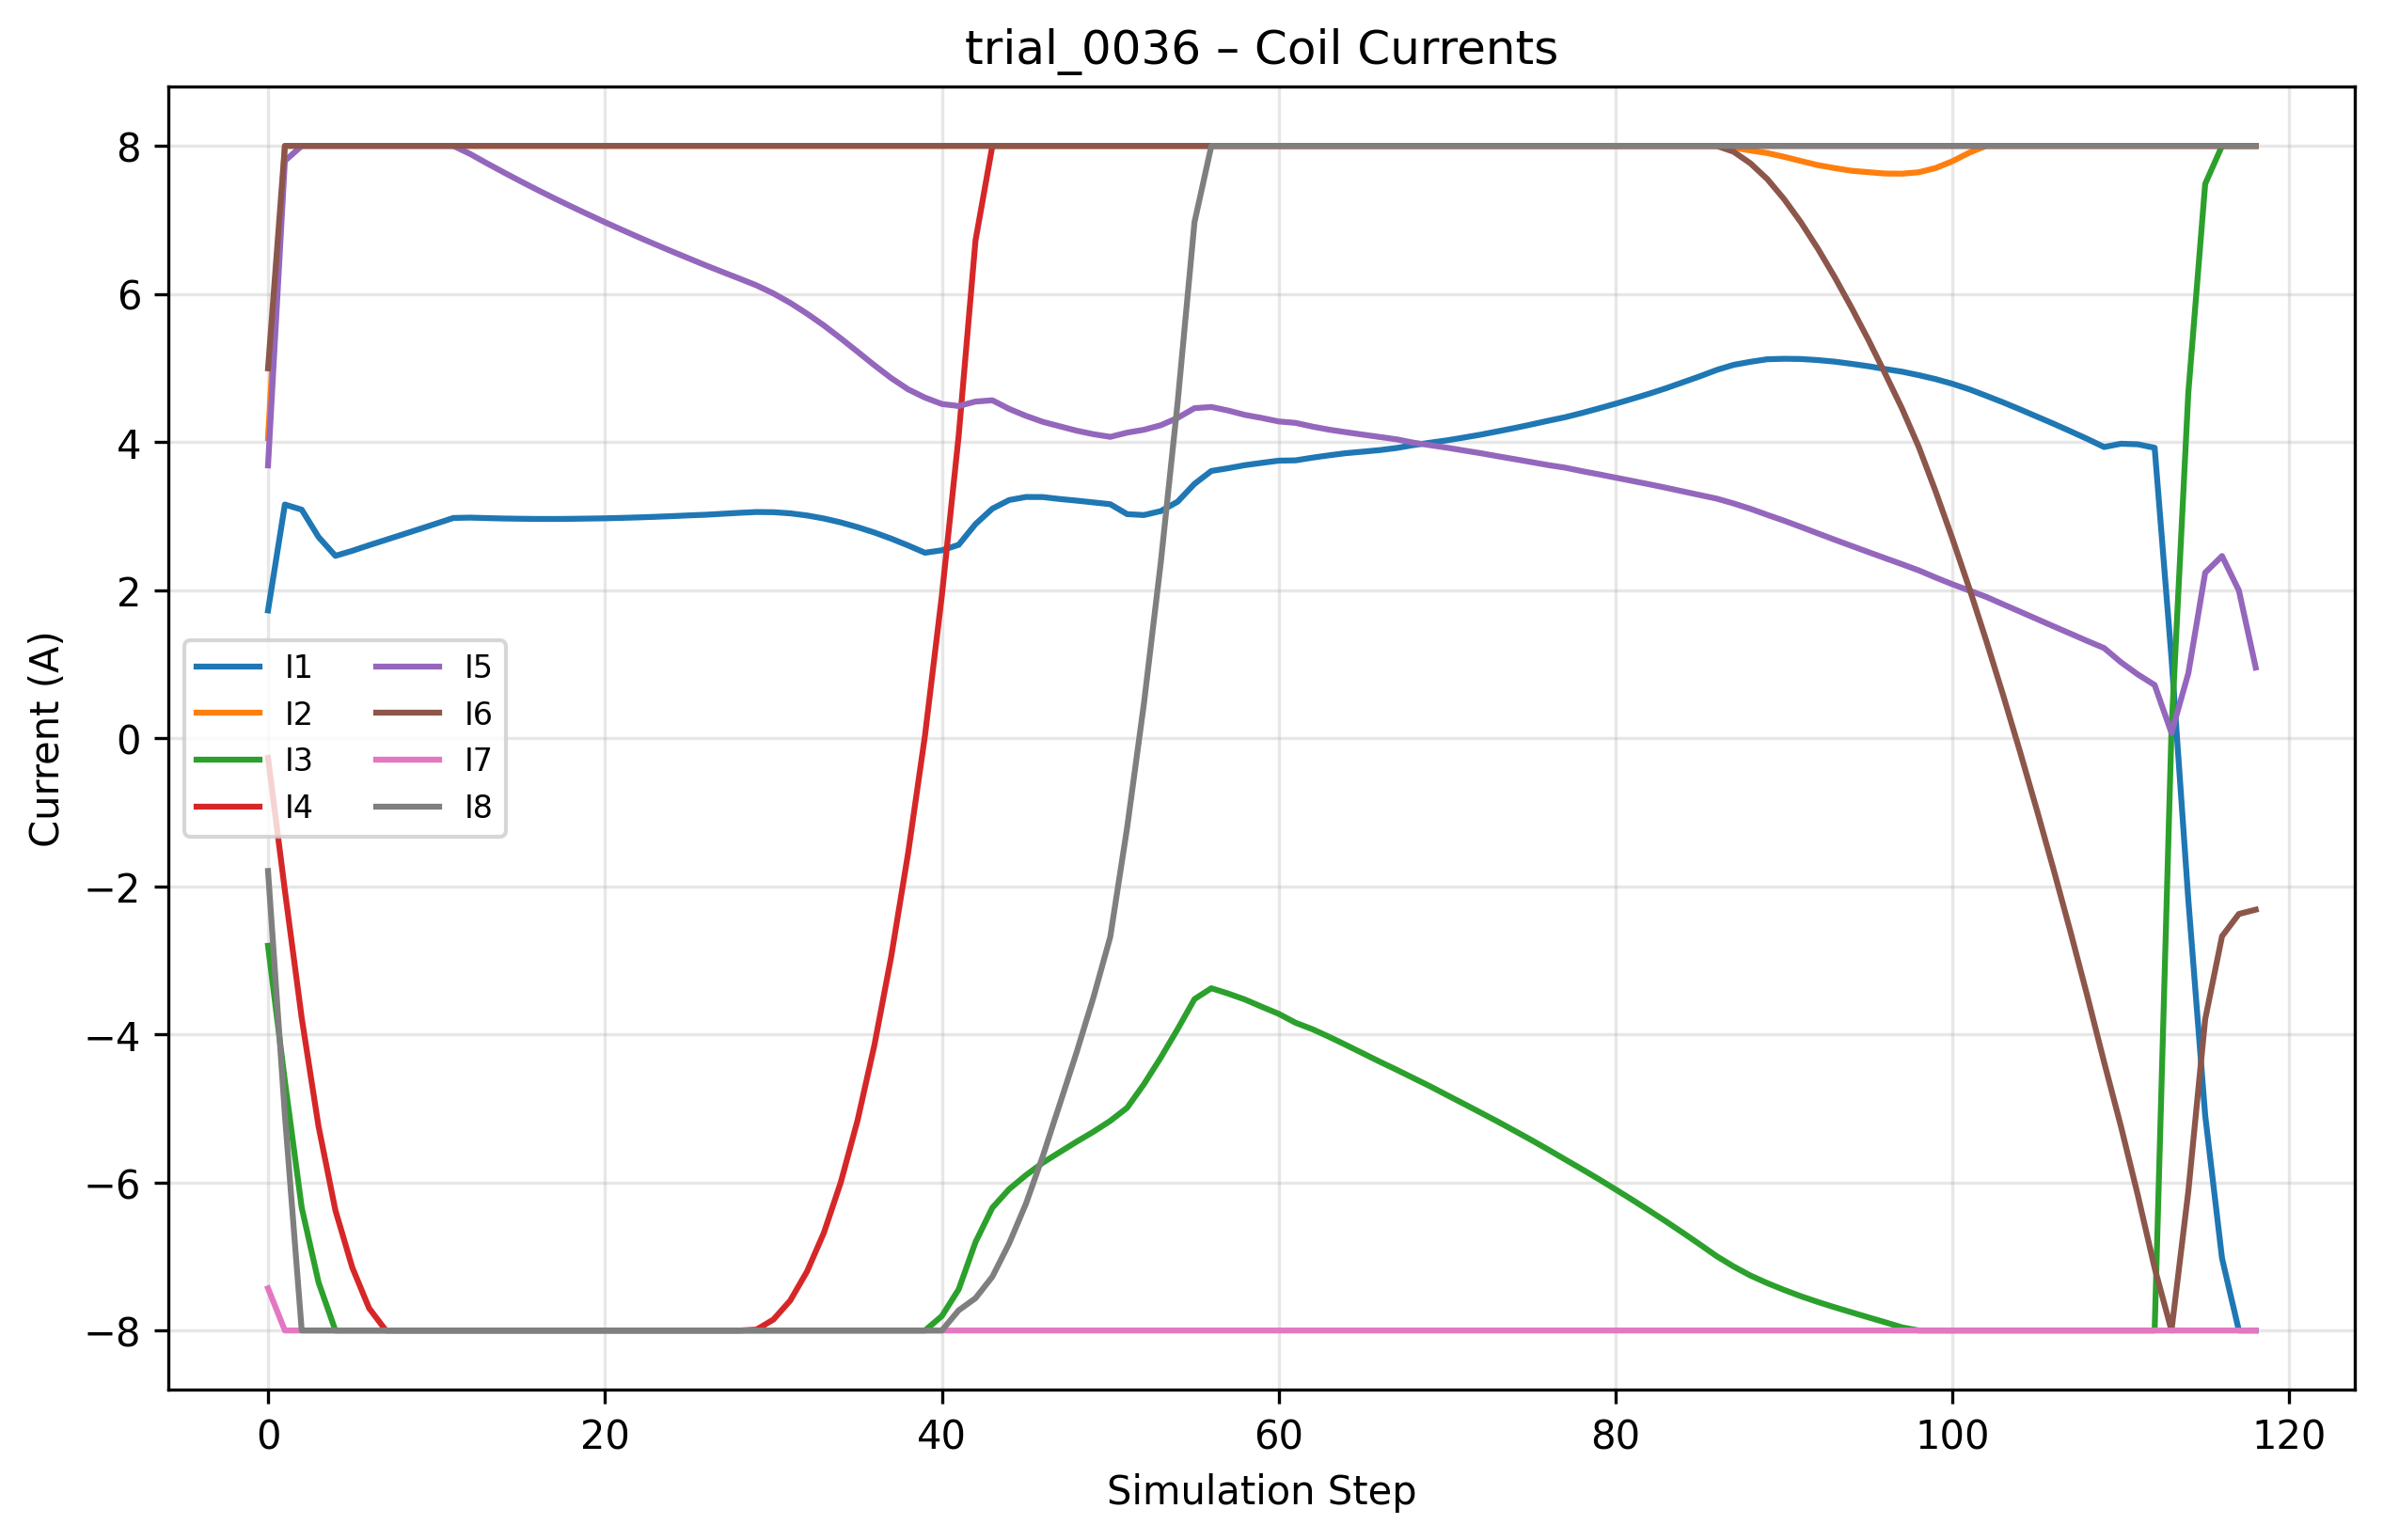 trial_0036 – Coil Currents
Current (A)
8
6
4
2
0
−2
−4
−6
−8
I1
I2
I3
I4
I5
I6
I7
I8
0
20
40
60
80
100
120
Simulation Step